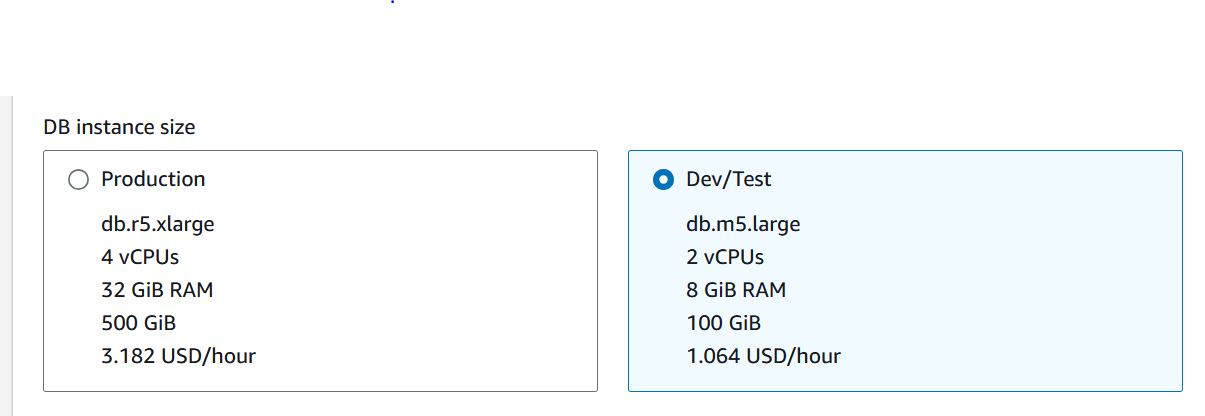 DB instance size
Production
db.r5.xlarge
4 vCPUs
32 GiB RAM
500 GiB
3.182 USD/hour
Dev/Test
db.m5.large
2 vCPUs
8 GiB RAM
100 GiB
1.064 USD/hour